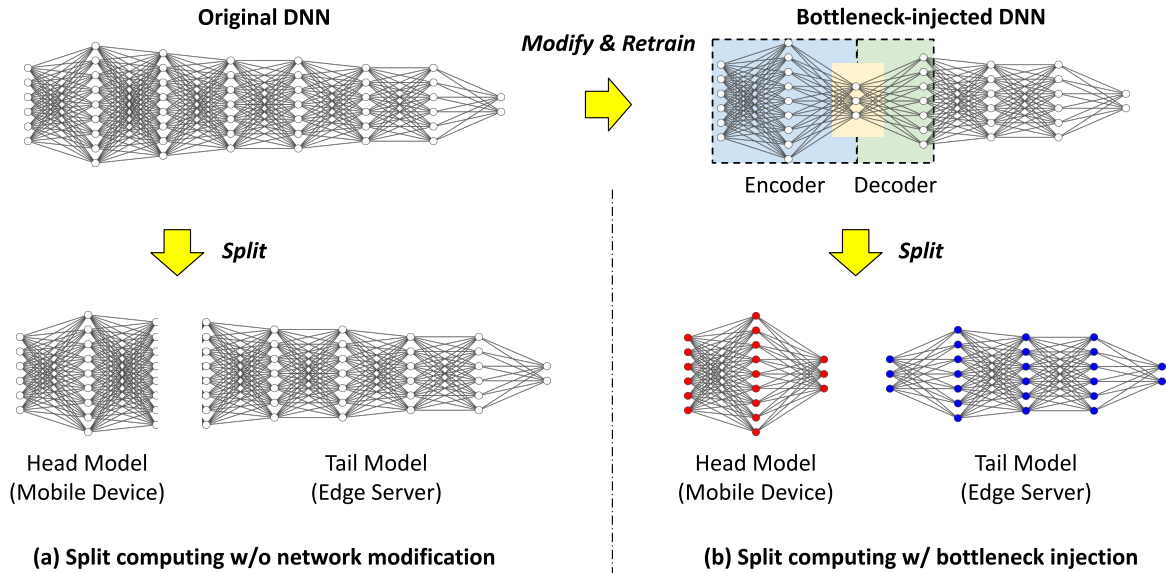 Original DNN
Bottleneck-injected DNN
Modify & Retrain
Encoder
Decoder
Split
Split
Head Model
(Mobile Device)
Tail Model
(Edge Server)
Head Model
(Mobile Device)
Tail Model
(Edge Server)
(a) Split computing w/o network modification
(b) Split computing w/ bottleneck injection